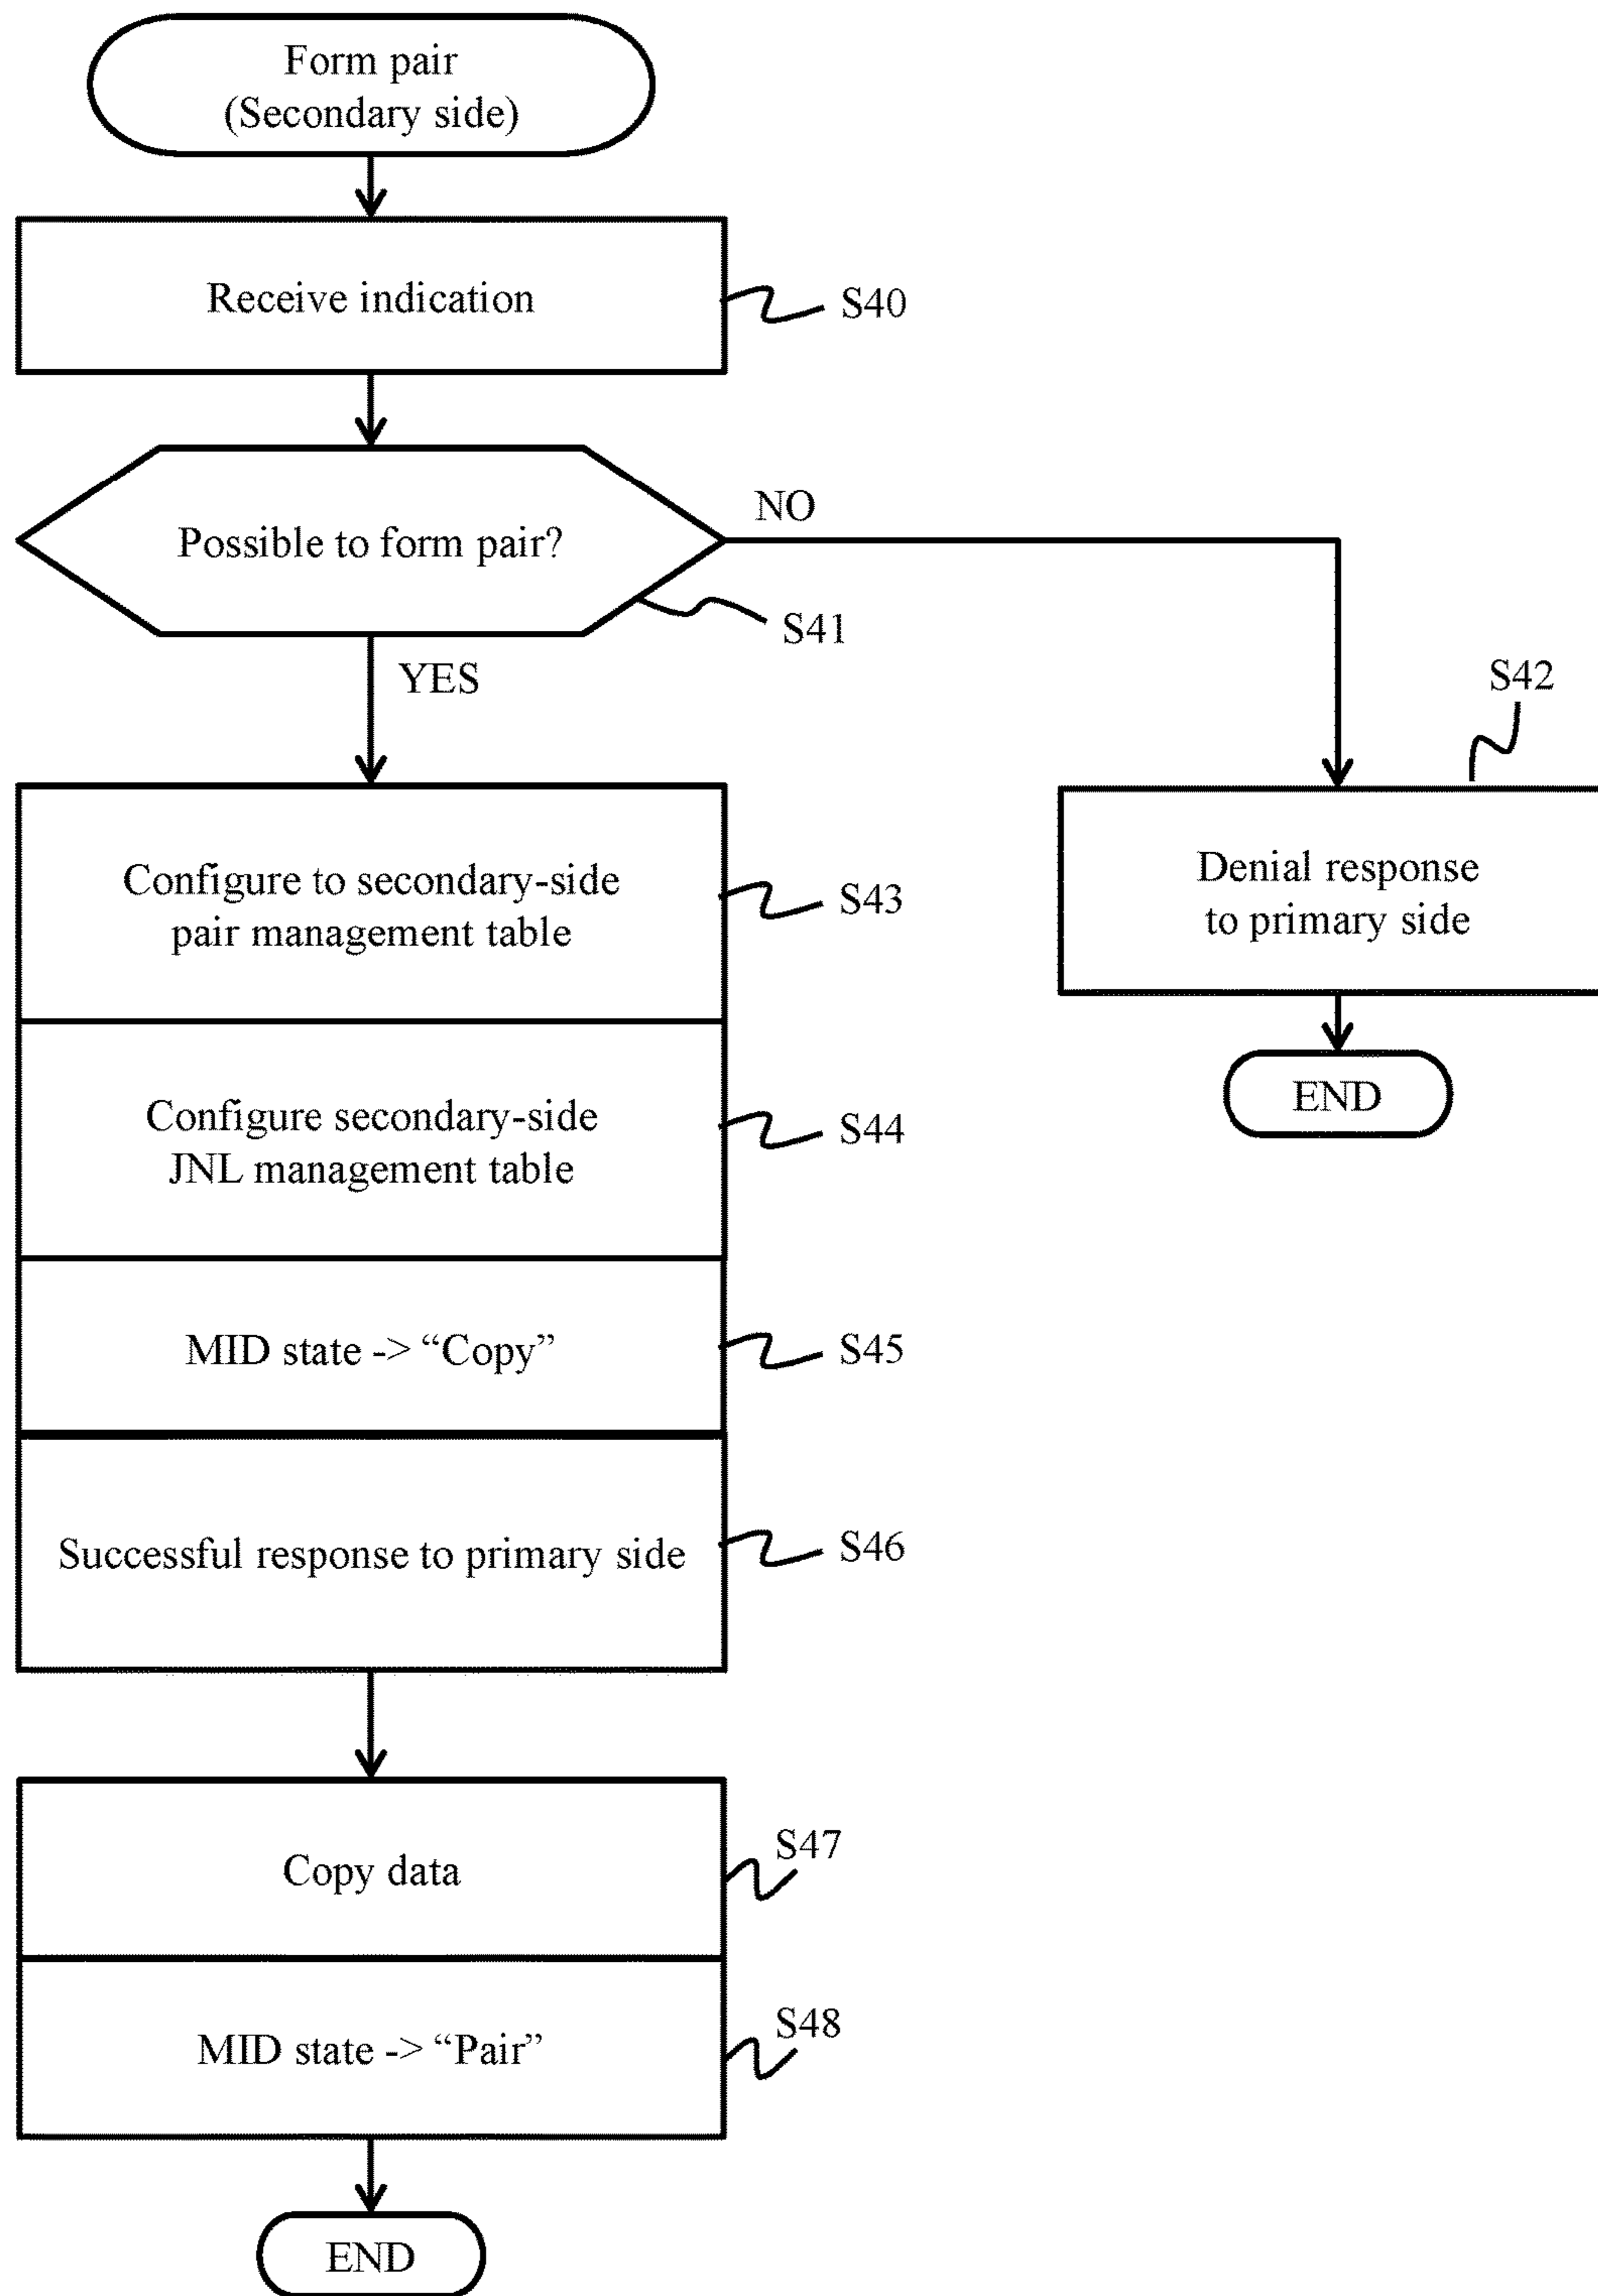 Form pair
(Secondary side)
Receive indication
S40
Possible to form pair?
NO
S41
YES
S42
Configure to secondary-side
pair management table
S43
Denial response
to primary side
END
Configure secondary-side
JNL management table
S44
MID state -> “Copy”
S45
Successful response to primary side
S46
Copy data
S47
MID state -> “Pair”
S48
END